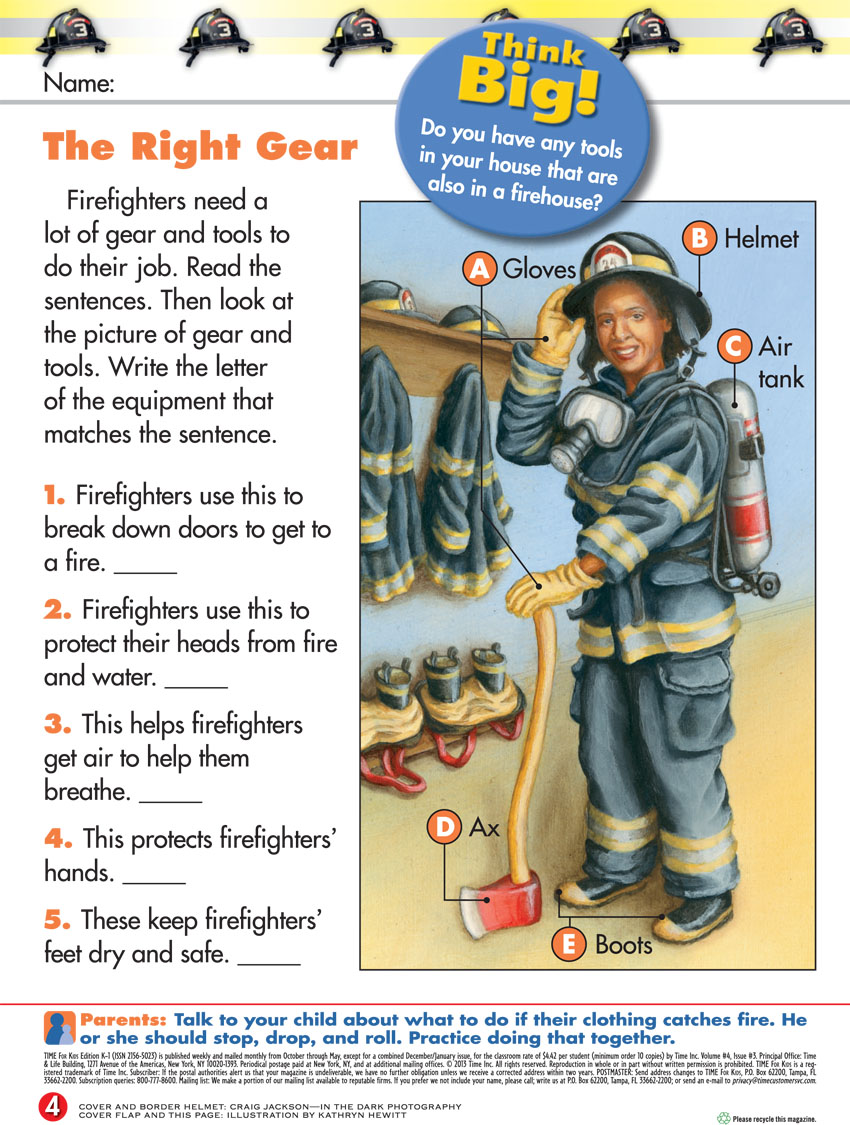 3 3 3 3 3
Name:
Think
Big!
Do you have any tools
in your house that are
also in a firehouse?
The Right Gear
Firefighters need a
lot of gear and tools to
do their job. Read the
sentences. Then look at
the picture of gear and
tools. Write the letter
of the equipment that
matches the sentence.
1. Firefighters use this to
break down doors to get to
a fire. _____
2. Firefighters use this to
protect their heads from fire
and water. _____
3. This helps firefighters
get air to help them
breathe. _____
4. This protects firefighters’
hands. _____
5. These keep firefighters’
feet dry and safe. _____
A Gloves
B Helmet
C Air
tank
D Ax
E Boots
Parents: Talk to your child about what to do if their clothing catches fire. He
or she should stop, drop, and roll. Practice doing that together.
TIME For Kids Edition K–1 (ISSN 2156-5023) is published weekly and mailed monthly from October through May, except for a combined December/January issue, for the classroom rate of $4.42 per student (minimum order 10 copies) by Time Inc. Volume #4, Issue #3. Principal Office: Time
& Life Building, 1271 Avenue of the Americas, New York, NY 10020-1393. Periodical postage paid at New York, NY, and at additional mailing offices. © 2013 Time Inc. All rights reserved. Reproduction in whole or in part without written permission is prohibited. TIME For Kids is a reg-
istered trademark of Time Inc. Subscriber: If the postal authorities alert us that your magazine is undeliverable, we have no further obligation unless we receive a corrected address within two years. POSTMASTER: Send address changes to TIME For Kids, P.O. Box 62200, Tampa, FL
33662-2200. Subscription queries: 800-777-8600. Mailing list: We make a portion of our mailing list available to reputable firms. If you prefer we not include your name, please call; write us at P.O. Box 62200, Tampa, FL 33662-2200; or send an e-mail to privacy@timecustomersvc.com.
4
COVER AND BORDER HELMET: CRAIG JACKSON—IN THE DARK PHOTOGRAPHY
COVER FLAP AND THIS PAGE: ILLUSTRATION BY KATHRYN HEWITT
Please recycle this magazine.